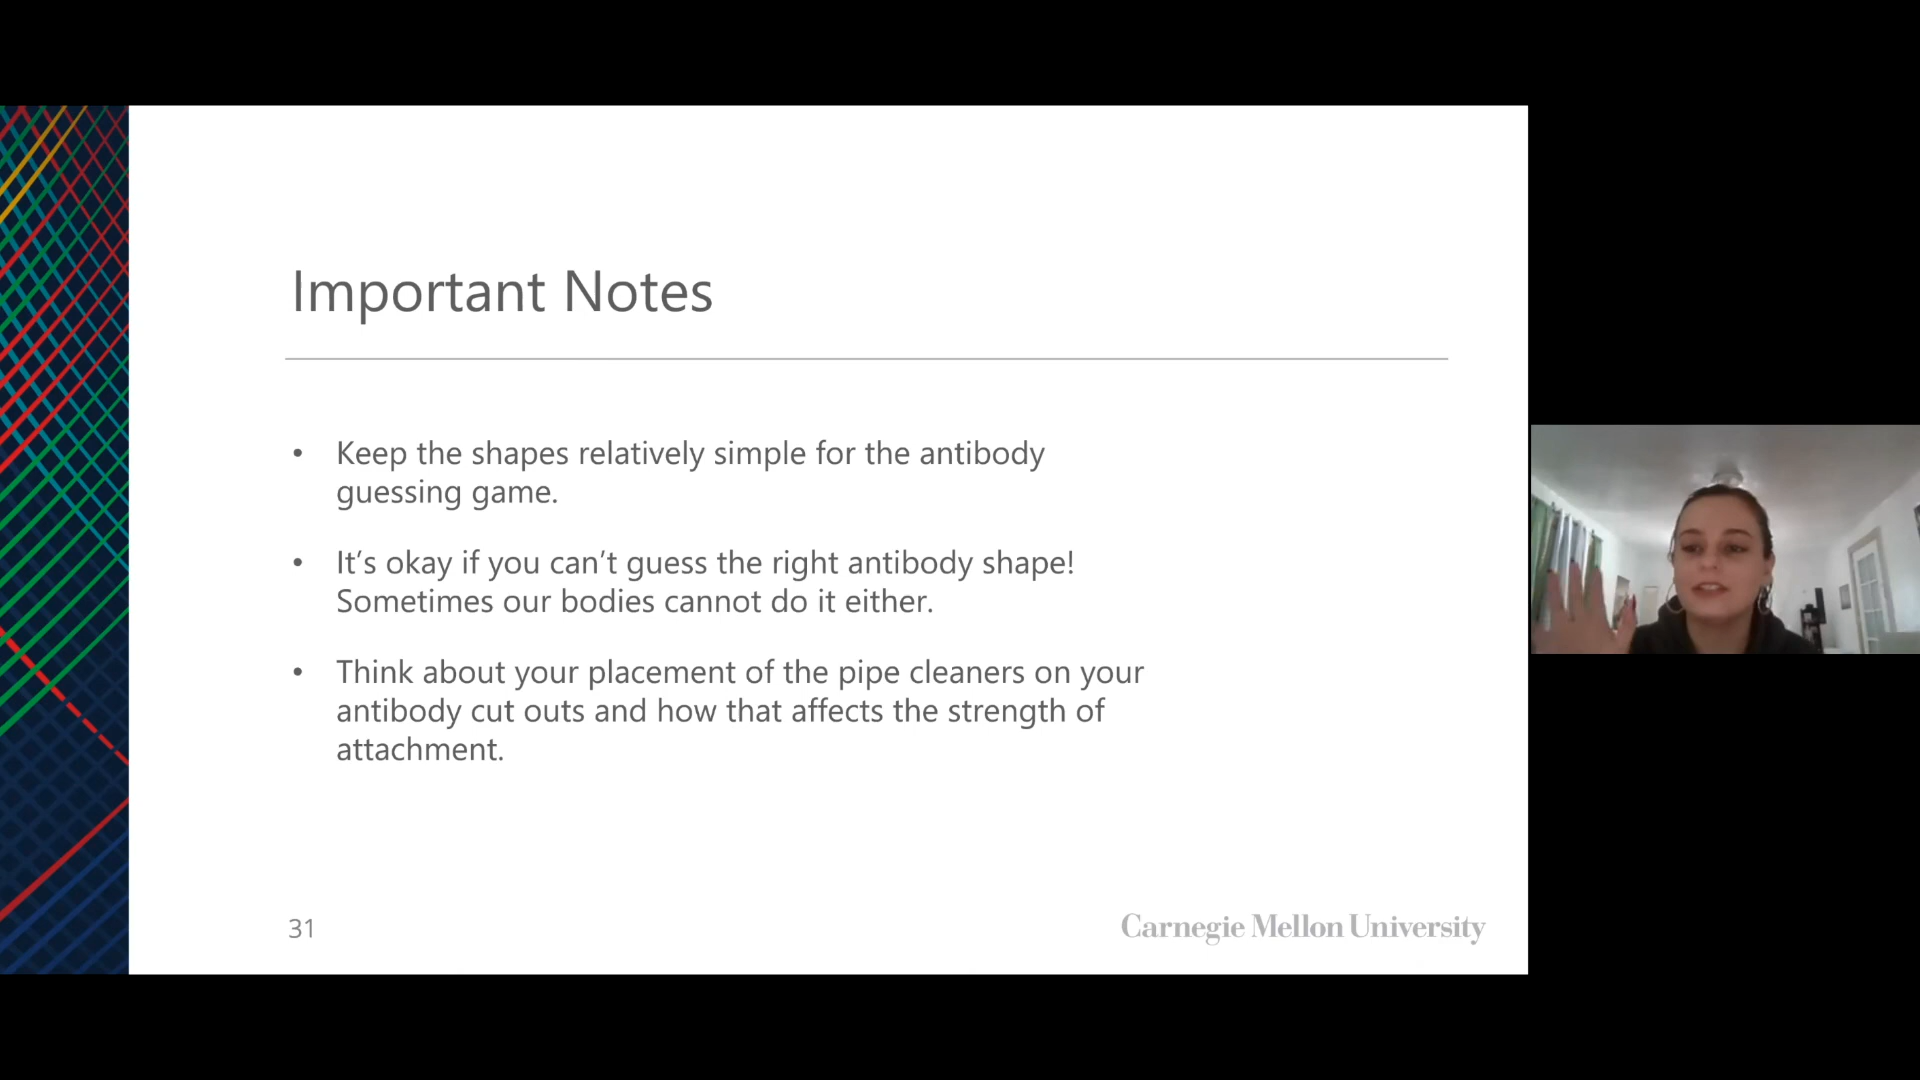 Important Notes
• Keep the shapes relatively simple for the antibody
guessing game.
• It’s okay if you can’t guess the right antibody shape!
Sometimes our bodies cannot do it either.
• Think about your placement of the pipe cleaners on your
antibody cut outs and how that affects the strength of
attachment.
31
Carnegie Mellon University